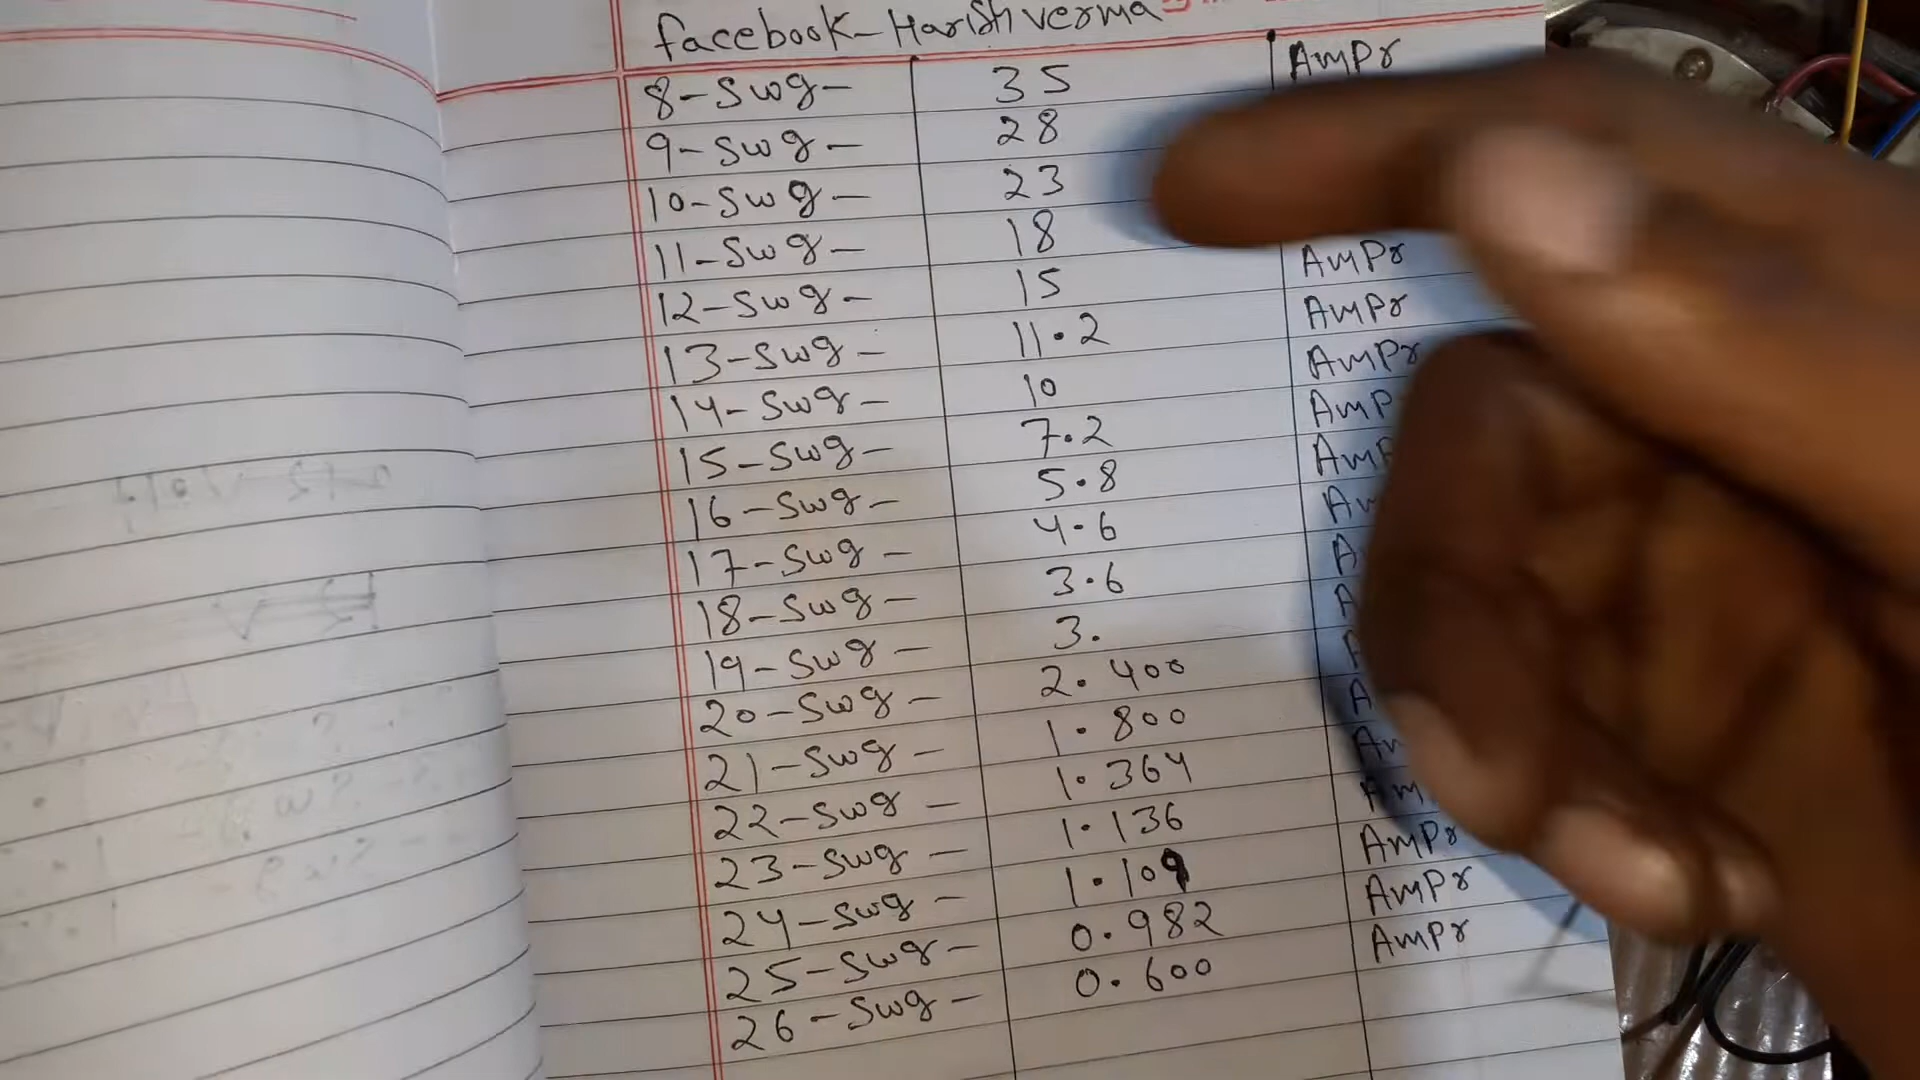 facebook-Harish verma
8-swg- 35 AmPr
9-swg- 28
10-swg- 23
11-swg- 18
12-swg- 15 AmPr
13-swg- 11.2 AmPr
14-swg- 10 AmPr
15-swg- 7.2
16-swg- 5.8
17-swg- 4.6
18-swg- 3.6
19-swg- 3.
20-swg- 2.400
21-swg- 1.800
22-swg- 1.364
23-swg- 1.136 AmPr
24-swg- 1.109 AmPr
25-swg- 0.982 AmPr
26-swg- 0.600